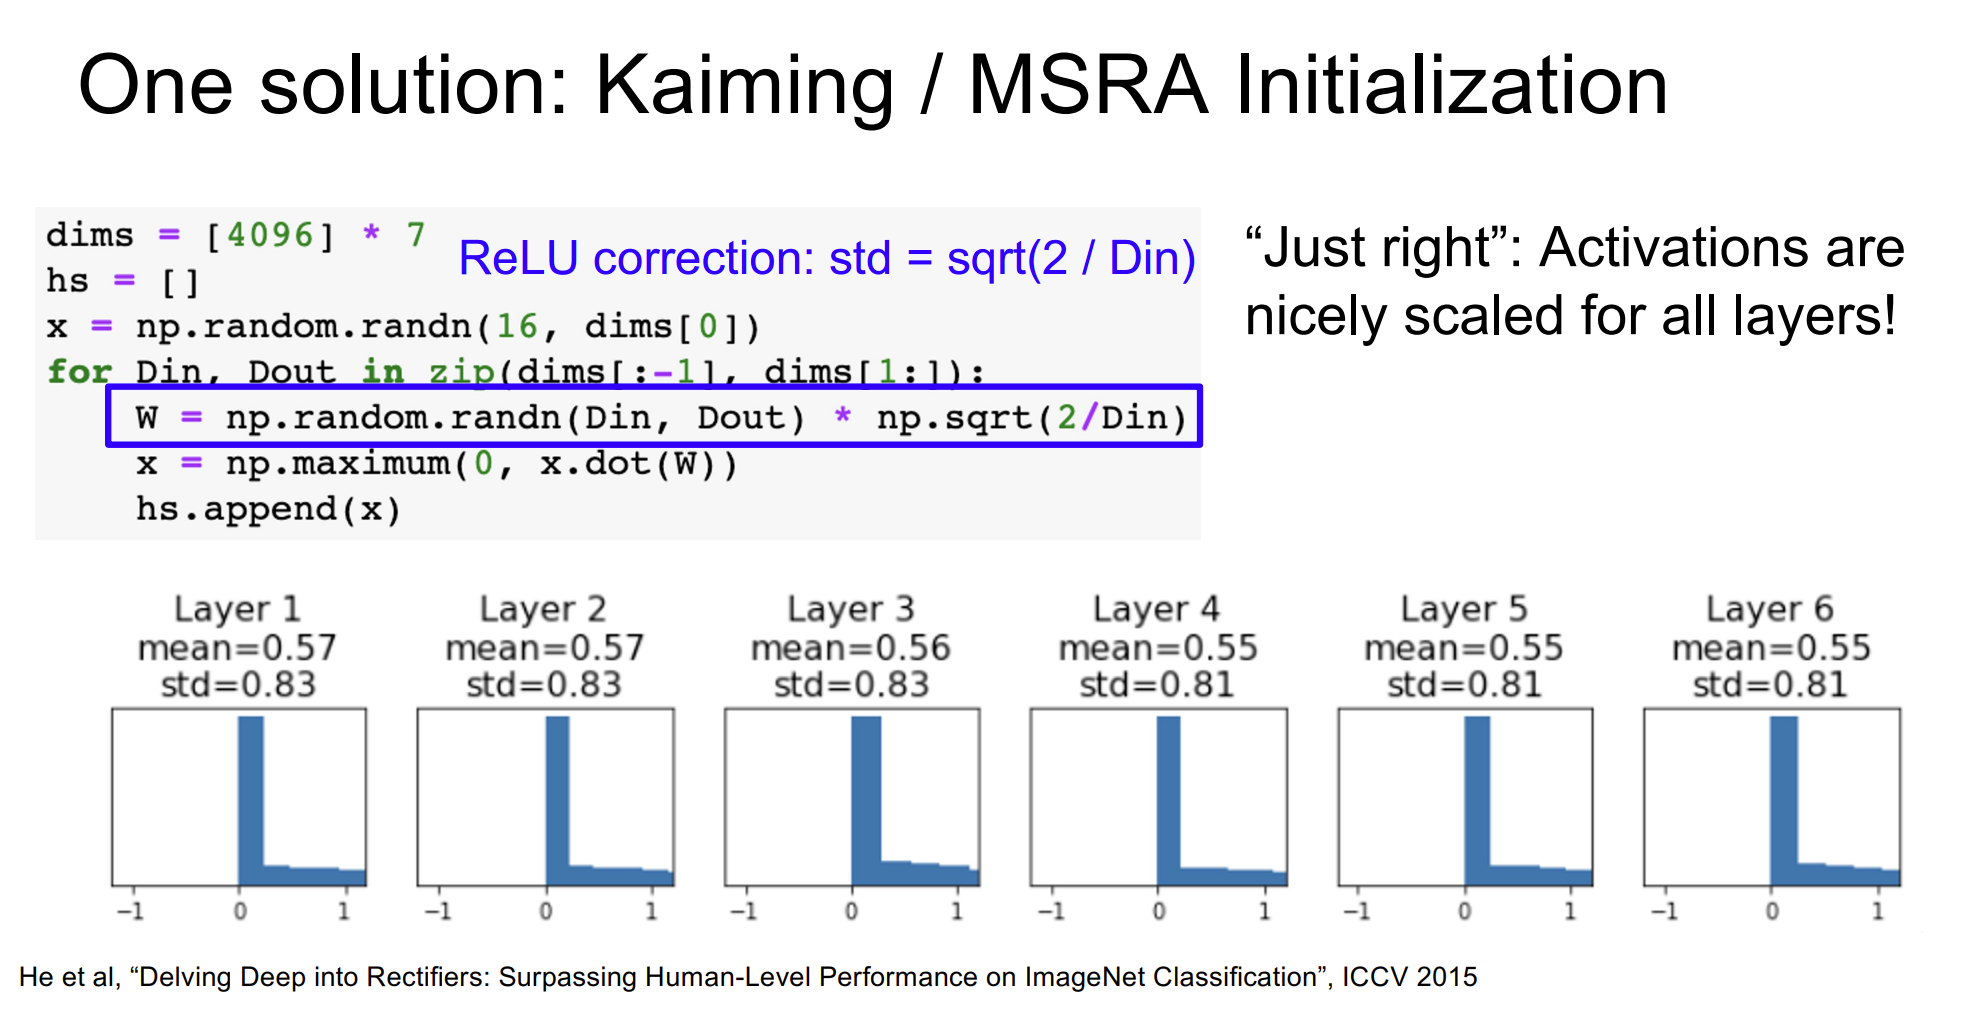 One solution: Kaiming / MSRA Initialization
dims = [4096] * 7
ReLU correction: std = sqrt(2 / Din)
hs = []
x = np.random.randn(16, dims[0])
for Din, Dout in zip(dims[:-1], dims[1:]):
W = np.random.randn(Din, Dout) * np.sqrt(2/Din)
x = np.maximum(0, x.dot(W))
hs.append(x)
“Just right”: Activations are
nicely scaled for all layers!
Layer 1
mean=0.57
std=0.83
-1 0 1
Layer 2
mean=0.57
std=0.83
-1 0 1
Layer 3
mean=0.56
std=0.83
-1 0 1
Layer 4
mean=0.55
std=0.81
-1 0 1
Layer 5
mean=0.55
std=0.81
-1 0 1
Layer 6
mean=0.55
std=0.81
-1 0 1
He et al, “Delving Deep into Rectifiers: Surpassing Human-Level Performance on ImageNet Classification”, ICCV 2015